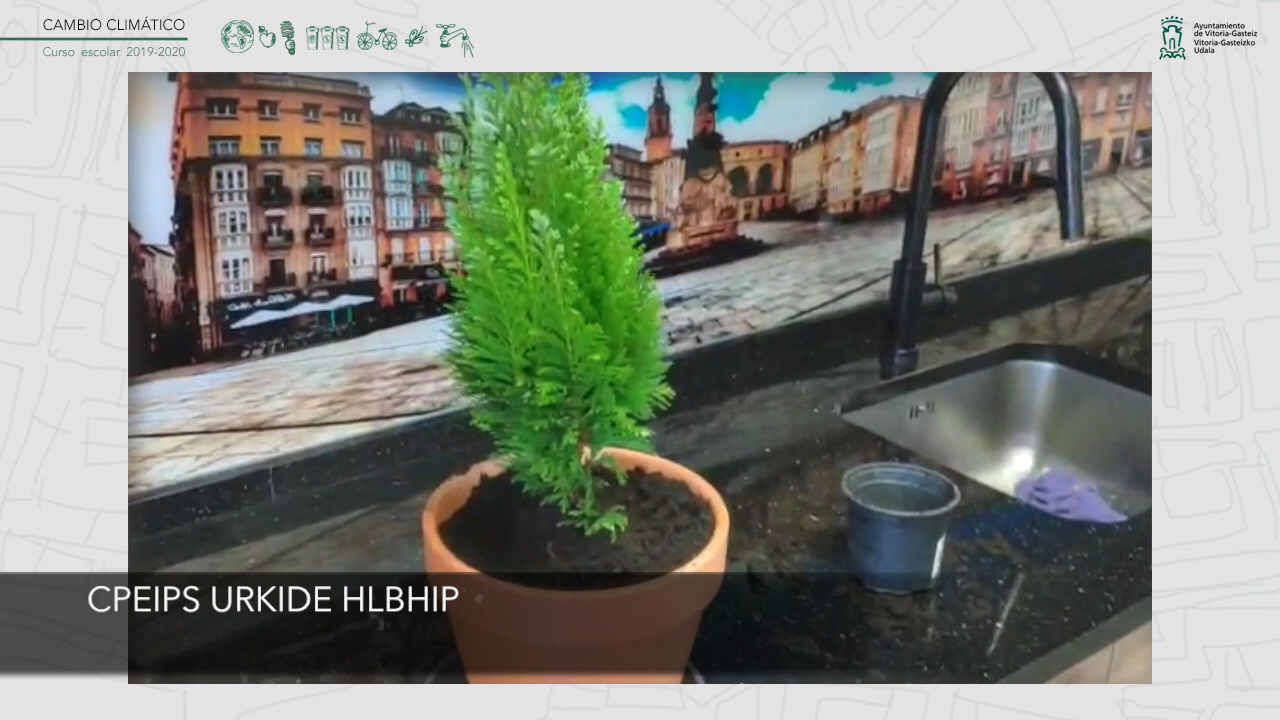 CAMBIO CLIMÁTICO
Curso escolar 2019-2020
Ayuntamiento
de Vitoria-Gasteiz
Vitoria-Gasteizko
Udala
CPEIPS URKIDE HLBHIP